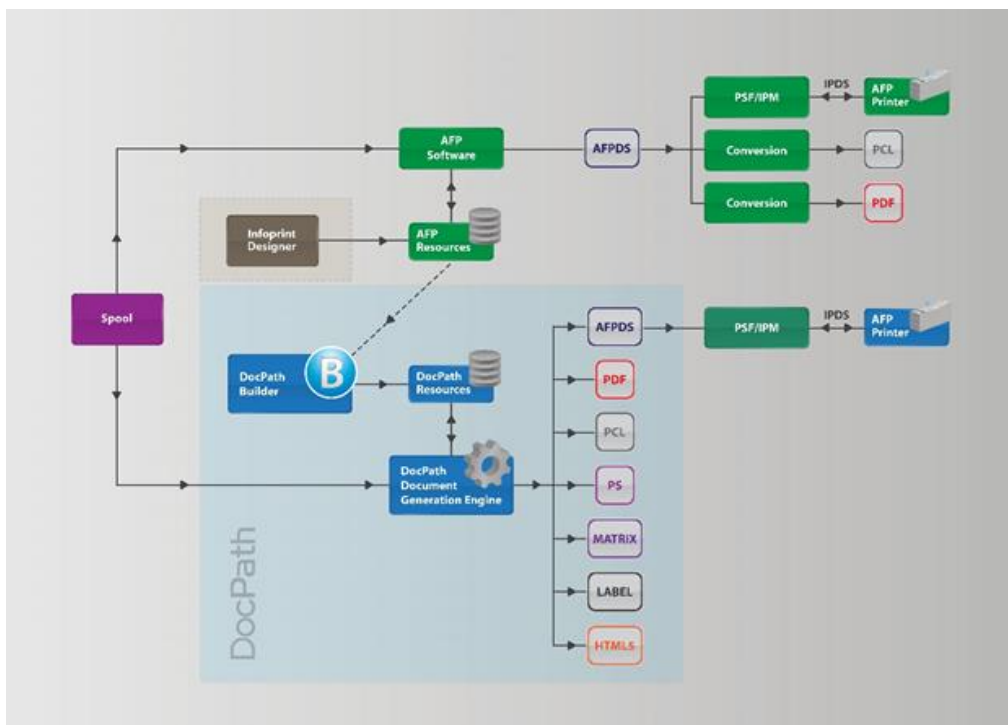 IPDS
PSF/IPM
AFP
Printer
AFP
Software
AFPDS
Conversion
PCL
Conversion
PDF
Infoprint
Designer
AFP
Resources
Spool
AFPDS
PSF/IPM
IPDS
AFP
Printer
DocPath
Builder
B
DocPath
Resources
PDF
PCL
DocPath
Document
Generation Engine
PS
MATRIX
LABEL
HTML5
DocPath